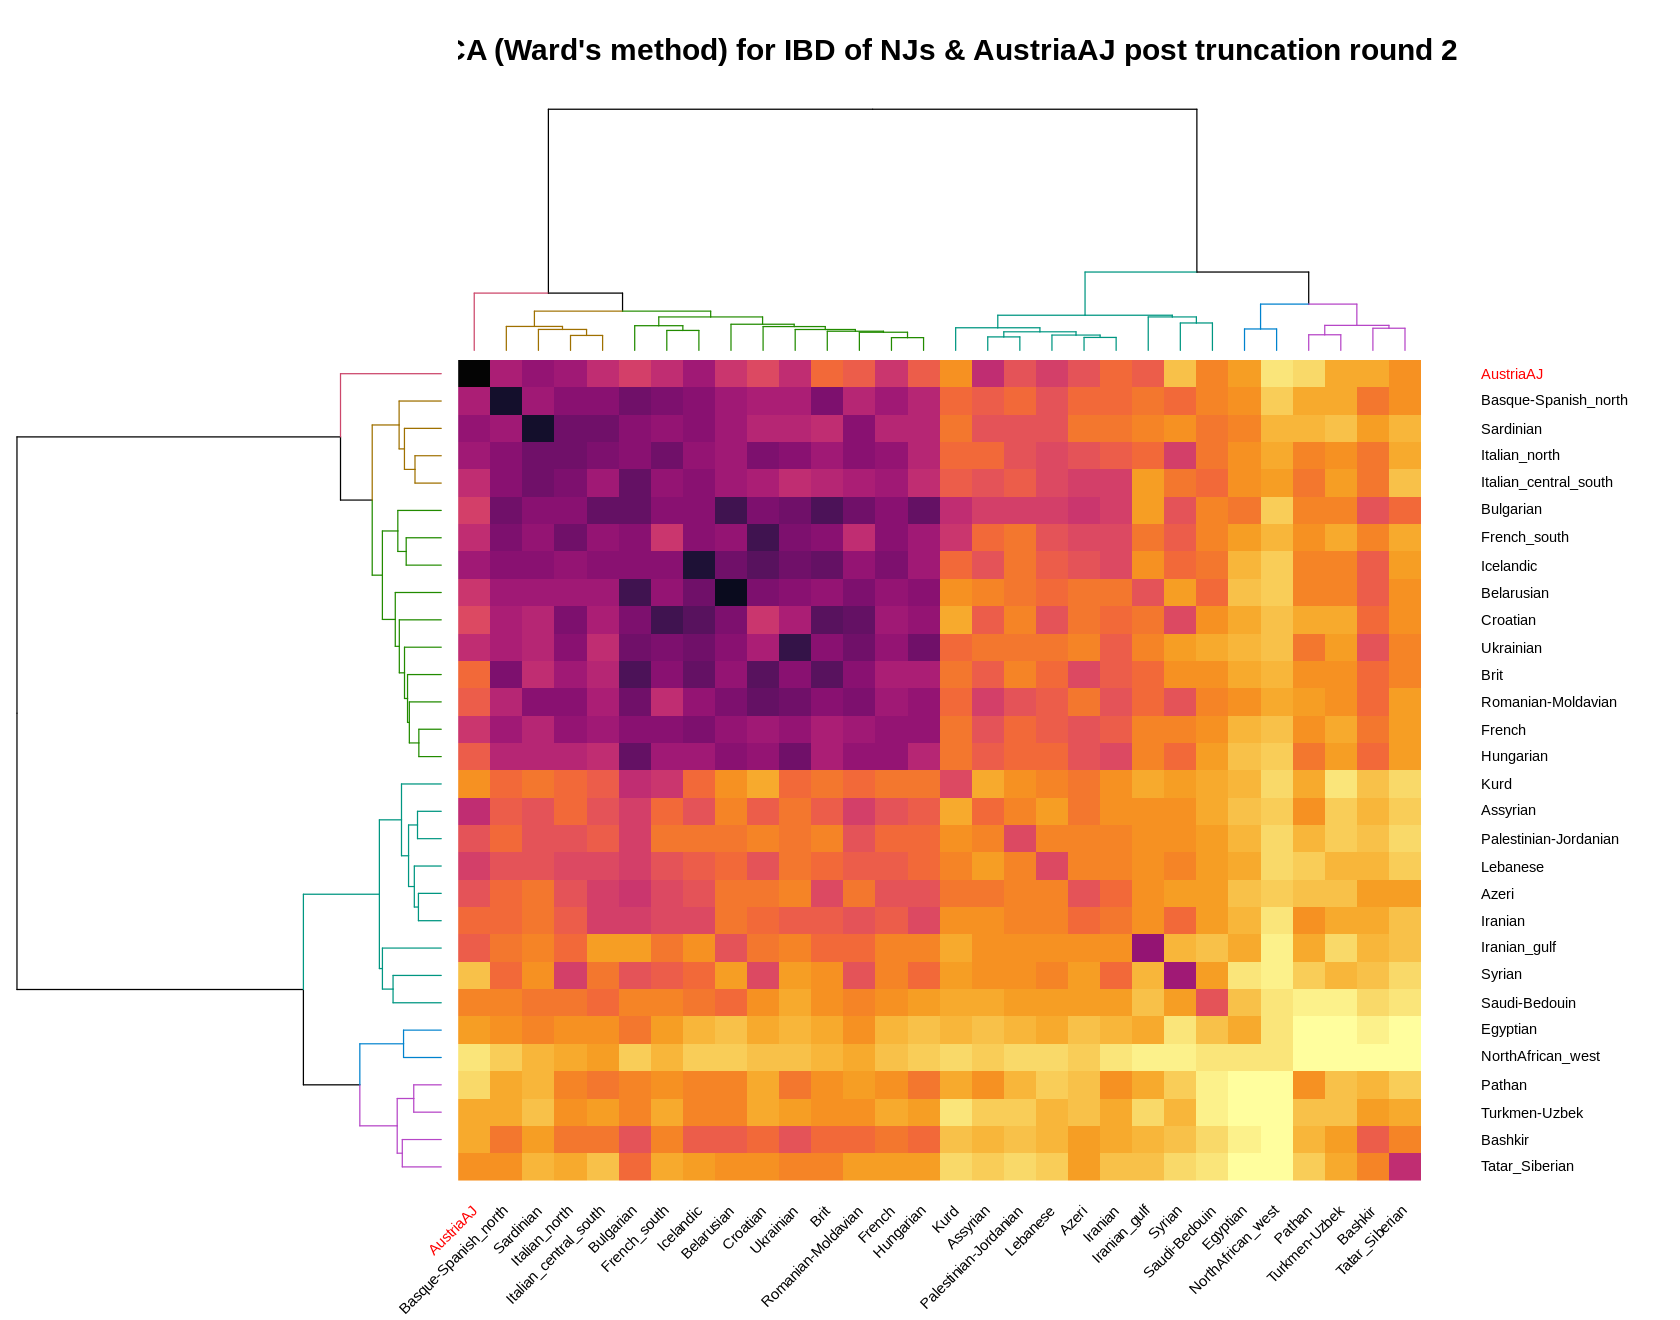 CA (Ward's method) for IBD of NJs & AustriaAJ post truncation round 2
AustriaAJ
Basque-Spanish_north
Sardinian
Italian_north
Italian_central_south
Bulgarian
French_south
Icelandic
Belarusian
Croatian
Ukrainian
Brit
Romanian-Moldavian
French
Hungarian
Kurd
Assyrian
Palestinian-Jordanian
Lebanese
Azeri
Iranian
Iranian_gulf
Syrian
Saudi-Bedouin
Egyptian
NorthAfrican_west
Pathan
Turkmen-Uzbek
Bashkir
Tatar_Siberian
AustriaAJ
Basque-Spanish_north
Sardinian
Italian_north
Italian_central_south
Bulgarian
French_south
Icelandic
Belarusian
Croatian
Ukrainian
Brit
Romanian-Moldavian
French
Hungarian
Kurd
Assyrian
Palestinian-Jordanian
Lebanese
Azeri
Iranian
Iranian_gulf
Syrian
Saudi-Bedouin
Egyptian
NorthAfrican_west
Pathan
Turkmen-Uzbek
Bashkir
Tatar_Siberian